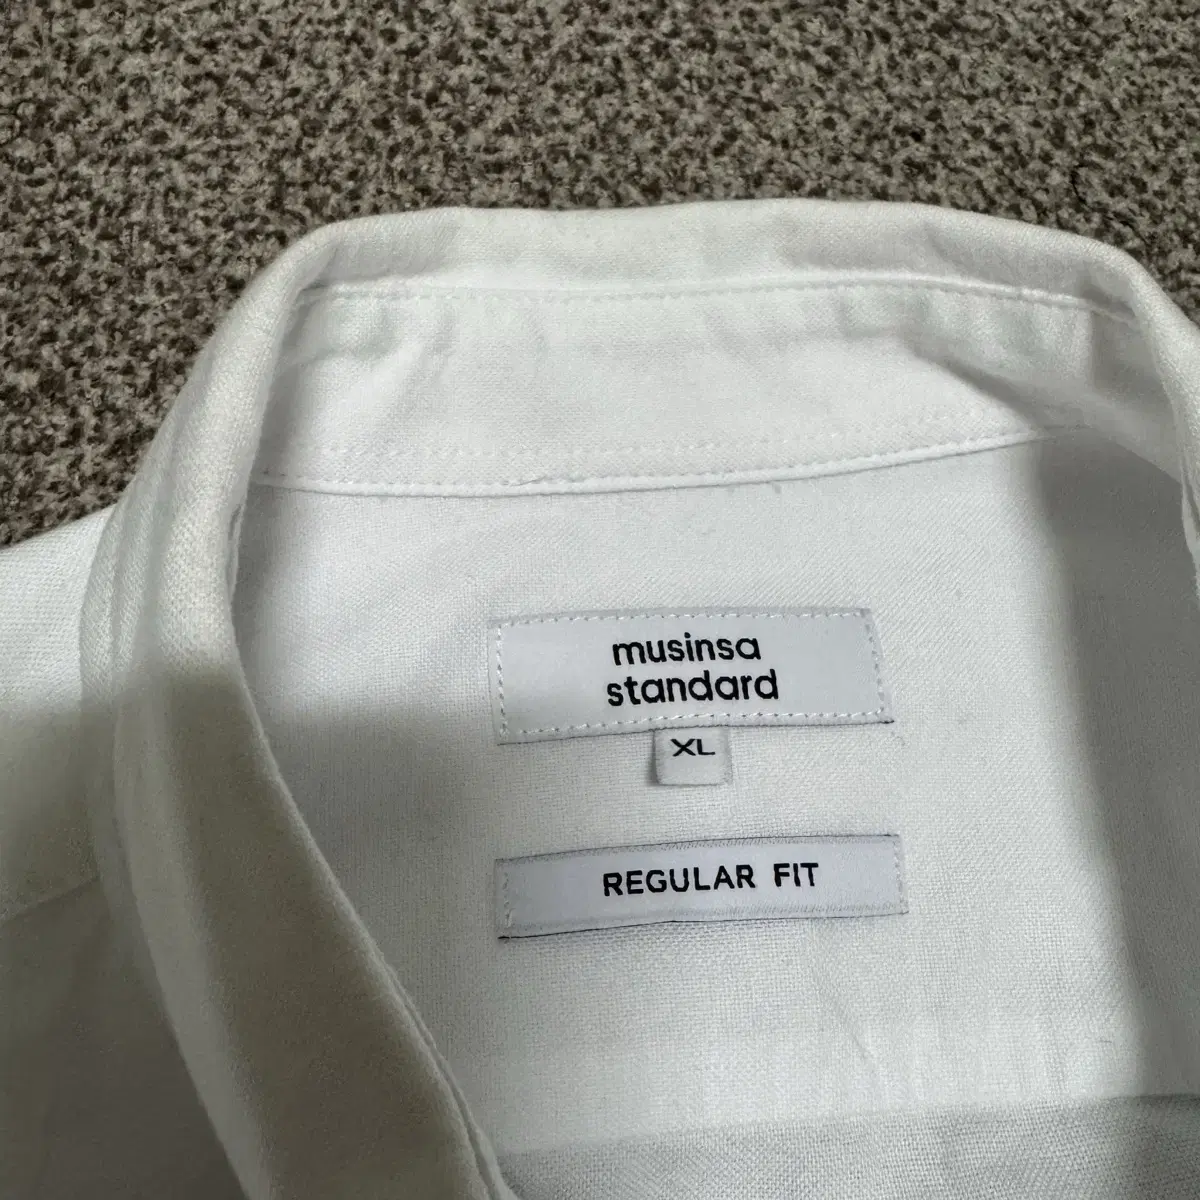 musinsa
standard
XL
REGULAR FIT